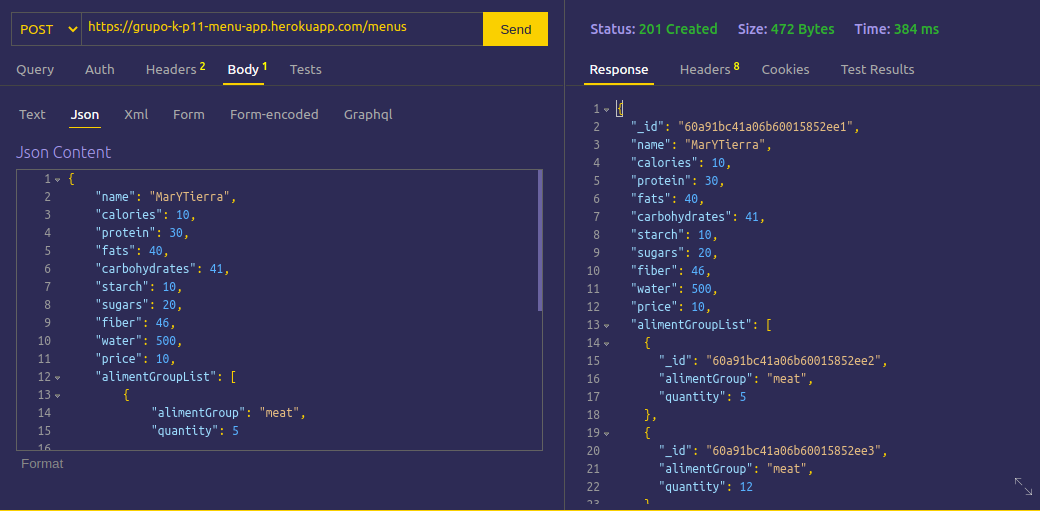 POST https://grupo-k-p11-menu-app.herokuapp.com/menus Send
Query Auth Headers 2 Body 1 Tests
Text Json Xml Form Form-encoded Graphql
Json Content
1 {
2 "name": "MarYTierra",
3 "calories": 10,
4 "protein": 30,
5 "fats": 40,
6 "carbohydrates": 41,
7 "starch": 10,
8 "sugars": 20,
9 "fiber": 46,
10 "water": 500,
11 "price": 10,
12 "alimentGroupList": [
13 {
14 "alimentGroup": "meat",
15 "quantity": 5
16
Format
Status: 201 Created Size: 472 Bytes Time: 384 ms
Response Headers 8 Cookies Test Results
1 {
2 "_id": "60a91bc41a06b60015852ee1",
3 "name": "MarYTierra",
4 "calories": 10,
5 "protein": 30,
6 "fats": 40,
7 "carbohydrates": 41,
8 "starch": 10,
9 "sugars": 20,
10 "fiber": 46,
11 "water": 500,
12 "price": 10,
13 "alimentGroupList": [
14 {
15 "_id": "60a91bc41a06b60015852ee2",
16 "alimentGroup": "meat",
17 "quantity": 5
18 },
19 {
20 "_id": "60a91bc41a06b60015852ee3",
21 "alimentGroup": "meat",
22 "quantity": 12
23 }